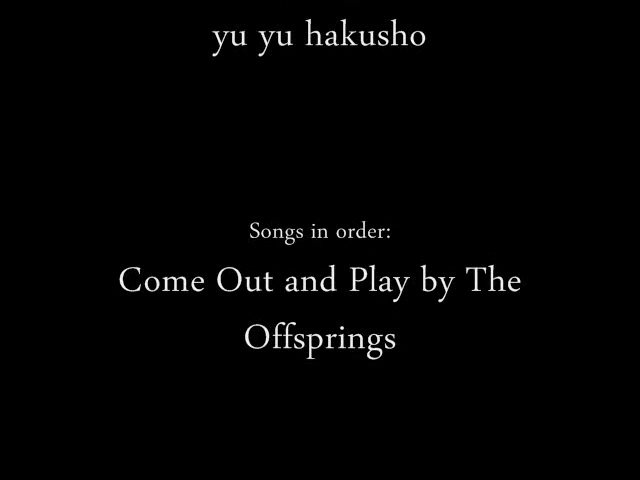 yu yu hakusho
Songs in order:
Come Out and Play by The
Offsprings